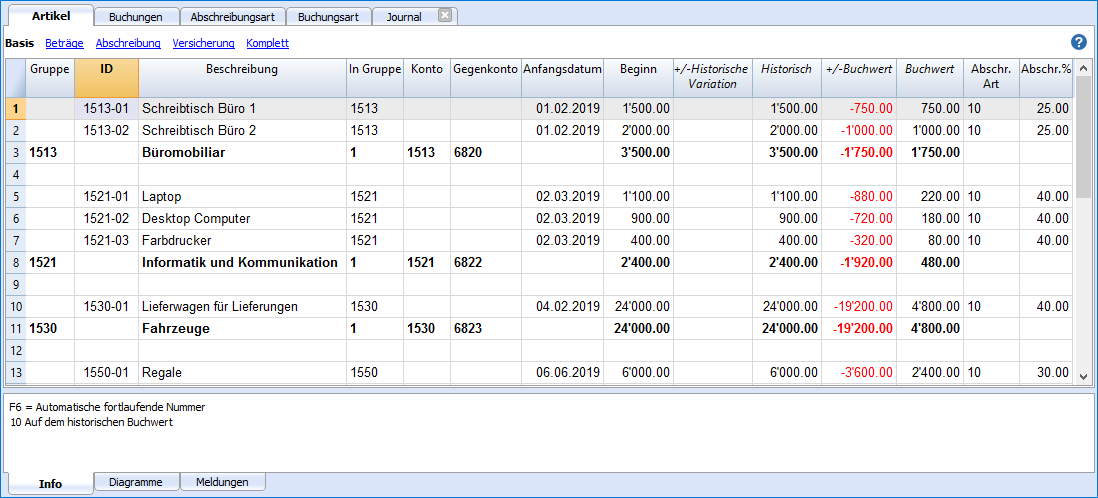 Artikel Buchungen Abschreibungsart Buchungsart Journal
Basis Beträge Abschreibung Versicherung Komplett
Gruppe ID Beschreibung In Gruppe Konto Gegenkonto Anfangsdatum Beginn +/-Historische Variation Historisch +/-Buchwert Buchwert Abschr. Art Abschr.%
1 1513-01 Schreibtisch Büro 1 1513 01.02.2019 1'500.00 1'500.00 -750.00 750.00 10 25.00
2 1513-02 Schreibtisch Büro 2 1513 01.02.2019 2'000.00 2'000.00 -1'000.00 1'000.00 10 25.00
3 1513 Büromobiliar 1 1513 6820 3'500.00 3'500.00 -1'750.00 1'750.00
4
5 1521-01 Laptop 1521 02.03.2019 1'100.00 1'100.00 -880.00 220.00 10 40.00
6 1521-02 Desktop Computer 1521 02.03.2019 900.00 900.00 -720.00 180.00 10 40.00
7 1521-03 Farbdrucker 1521 02.03.2019 400.00 400.00 -320.00 80.00 10 40.00
8 1521 Informatik und Kommunikation 1 1521 6822 2'400.00 2'400.00 -1'920.00 480.00
9
10 1530-01 Lieferwagen für Lieferungen 1530 04.02.2019 24'000.00 24'000.00 -19'200.00 4'800.00 10 40.00
11 1530 Fahrzeuge 1 1530 6823 24'000.00 24'000.00 -19'200.00 4'800.00
12
13 1550-01 Regale 1550 06.06.2019 6'000.00 6'000.00 -3'600.00 2'400.00 10 30.00
F6 = Automatische fortlaufende Nummer
10 Auf dem historischen Buchwert
Info Diagramme Meldungen